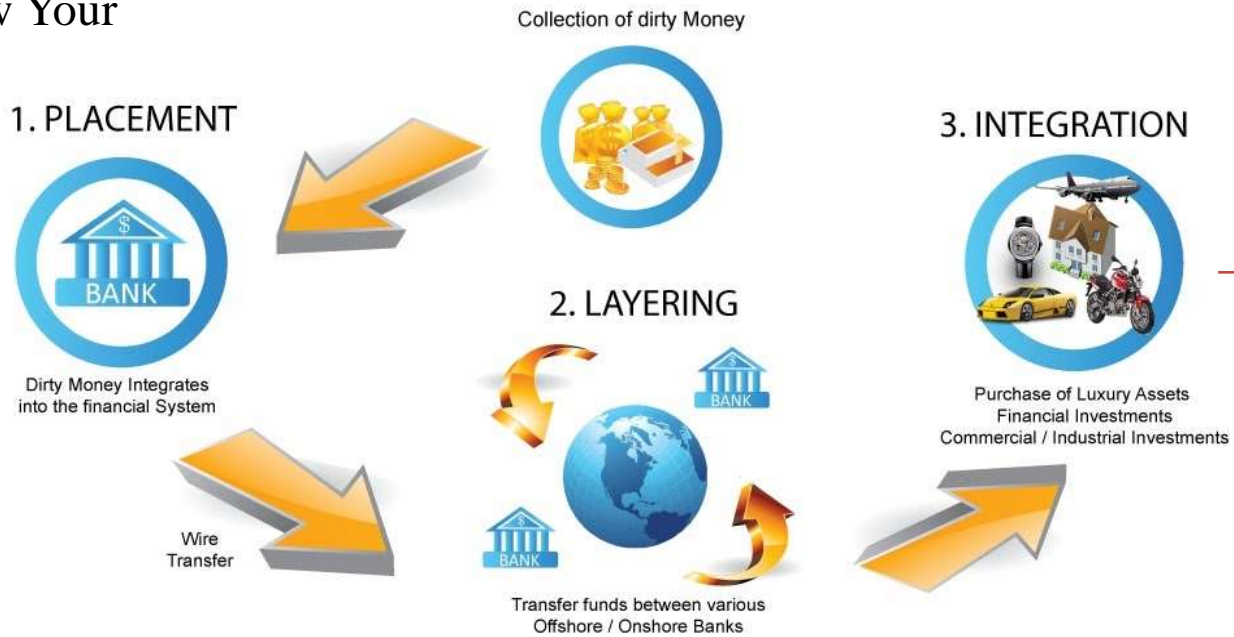 Your
Collection of dirty Money
1. PLACEMENT
$
BANK
Dirty Money Integrates
into the financial System
Wire
Transfer
2. LAYERING
$
BANK
$
BANK
Transfer funds between various
Offshore / Onshore Banks
3. INTEGRATION
Purchase of Luxury Assets
Financial Investments
Commercial / Industrial Investments